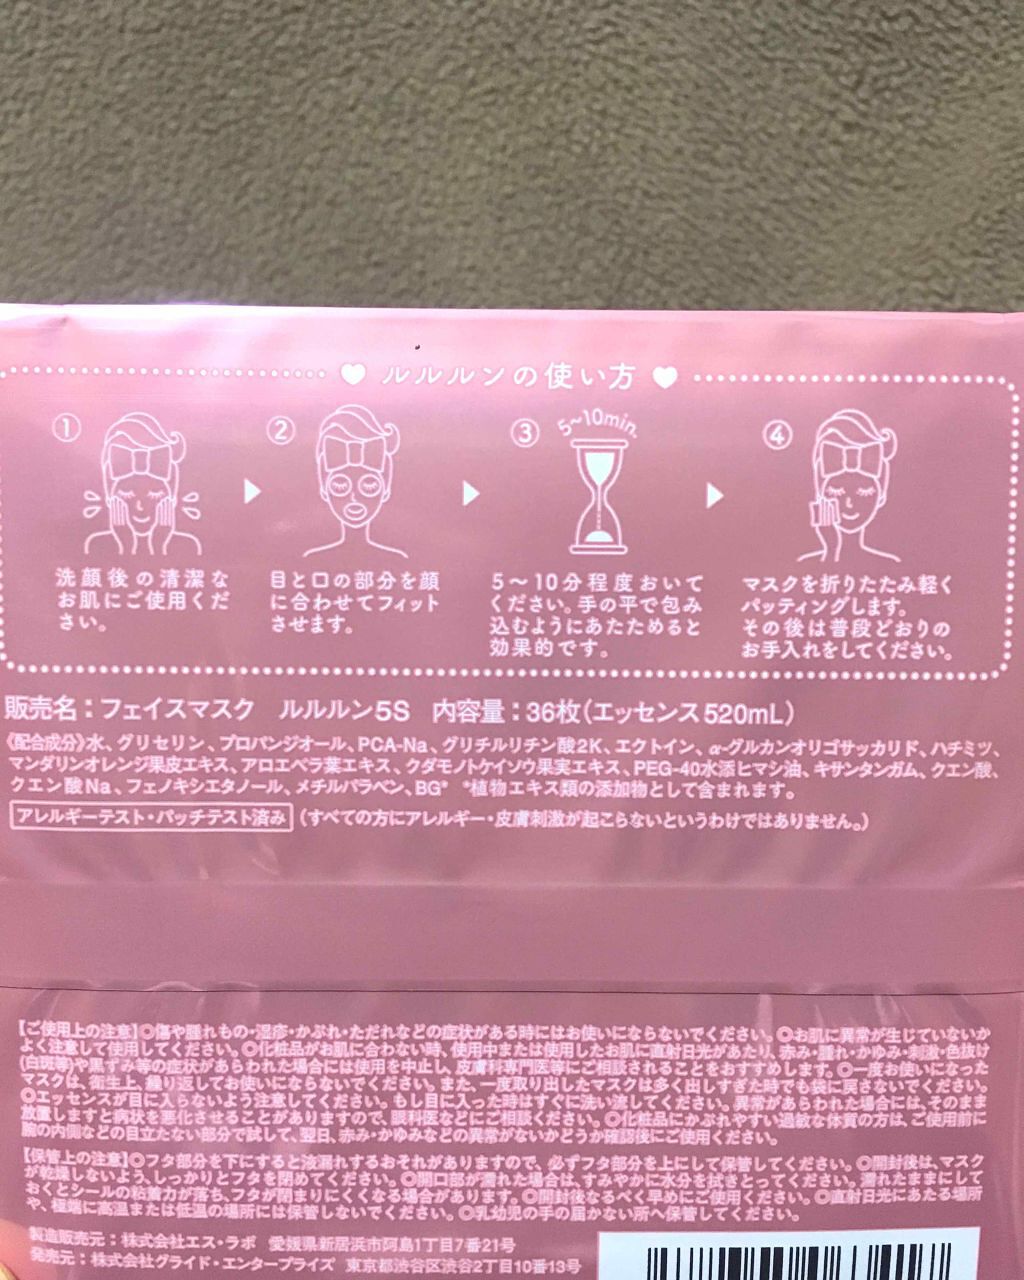 ♥ ルルルンの使い方 ♥
① ② ③ 5~10min. ④
洗顔後の清潔な
お肌にご使用くだ
さい。
目と口の部分を顔
に合わせてフィット
させます。
5〜10分程度おいて
ください。手の平で包み
込むようにあたためると
効果的です。
マスクを折りたたみ軽く
パッティングします。
その後は普段どおりの
お手入れをしてください。
販売名：フェイスマスク　ルルルン5S　内容量：36枚(エッセンス520mL)
《配合成分》水、グリセリン、プロパンジオール、PCA-Na、グリチルリチン酸2K、エクトイン、α-グルカンオリゴサッカリド、ハチミツ、
マンダリンオレンジ果皮エキス、アロエベラ葉エキス、クダモノトケイソウ果実エキス、PEG-40水添ヒマシ油、キサンタンガム、クエン酸、
クエン酸Na、フェノキシエタノール、メチルパラベン、BG*　*植物エキス類の添加物として含まれます。
アレルギーテスト・パッチテスト済み (すべての方にアレルギー・皮膚刺激が起こらないというわけではありません。)
【ご使用上の注意】◎傷や腫れもの・湿疹・かぶれ・ただれなどの症状がある時にはお使いにならないでください。◎お肌に異常が生じていないか
よく注意して使用してください。◎化粧品がお肌に合わない時、使用中または使用したお肌に直射日光があたり、赤み・腫れ・かゆみ・刺激・色抜け
(白斑等)や黒ずみ等の症状があらわれた場合には使用を中止し、皮膚科専門医等にご相談されることをおすすめします。◎一度お使いになった
マスクは、衛生上、繰り返してお使いにならないでください。また、一度取り出したマスクは多く出しすぎた時でも袋に戻さないでください。
◎エッセンスが目に入らないよう注意してください。もし目に入った時はすぐに洗い流してください。異常があらわれた場合には、そのまま
放置しますと病状を悪化させることがありますので、眼科医などにご相談ください。◎化粧品にかぶれやすい過敏な体質の方は、ご使用前に
腕の内側などの目立たない部分で試して、翌日、赤み・かゆみなどの異常がないかどうか確認後にご使用ください。
【保管上の注意】◎フタ部分を下にすると液漏れするおそれがありますので、必ずフタ部分を上にして保管してください。◎開封後は、マスク
が乾燥しないよう、しっかりとフタを閉めてください。◎開口部が濡れた場合は、すみやかに水分を拭きとってください。濡れたままにして
おくとシールの粘着力が落ち、フタが閉まりにくくなる場合があります。◎開封後なるべく早めにご使用ください。◎直射日光にあたる場所
や、極端に高温または低温の場所には保管しないでください。◎乳幼児の手の届かない所へ保管してください。
製造販売元：株式会社エス・ラボ　愛媛県新居浜市阿島1丁目7番21号
発売元：株式会社グライド・エンタープライズ　東京都渋谷区渋谷2丁目10番13号